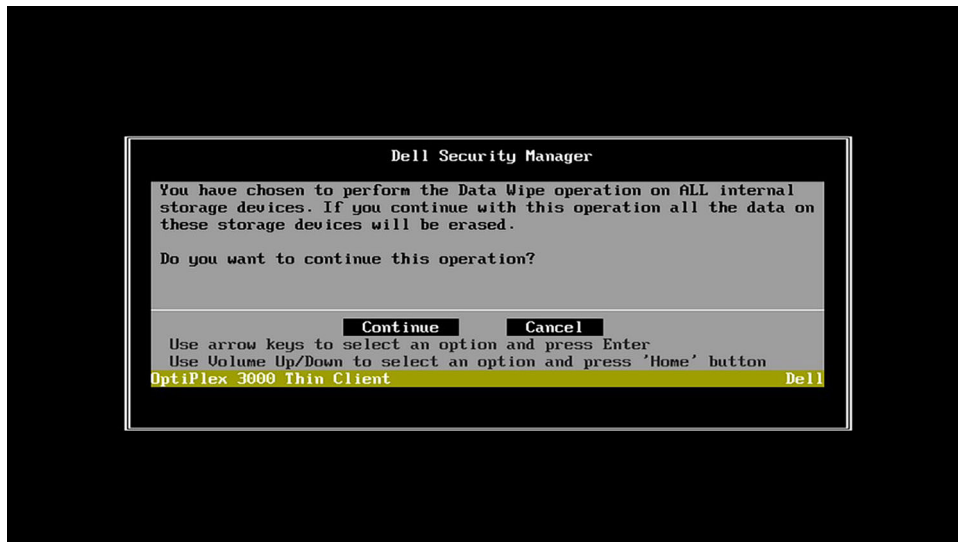 Dell Security Manager
You have chosen to perform the Data Wipe operation on ALL internal
storage devices. If you continue with this operation all the data on
these storage devices will be erased.
Do you want to continue this operation?
Continue Cancel
Use arrow keys to select an option and press Enter
Use Volume Up/Down to select an option and press 'Home' button
OptiPlex 3000 Thin Client Dell